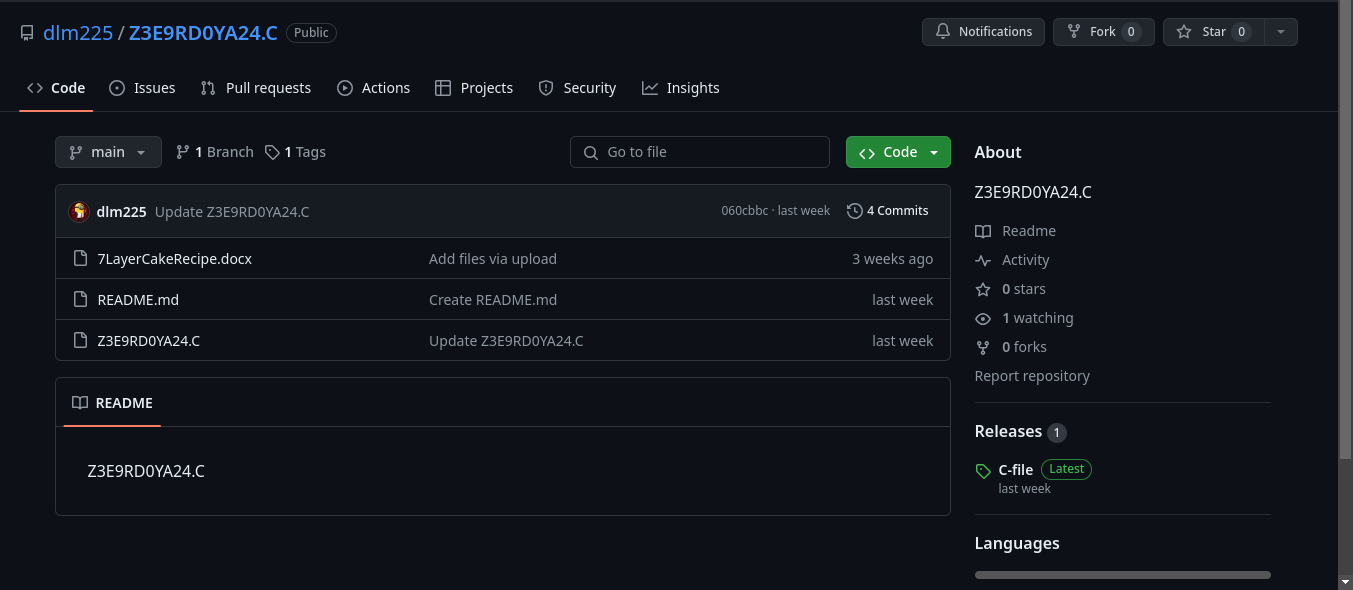 dlm225 / Z3E9RD0YA24.C Public Notifications Fork 0 Star 0
Code Issues Pull requests Actions Projects Security Insights
main 1 Branch 1 Tags Go to file Code
dlm225 Update Z3E9RD0YA24.C 060cbbc · last week 4 Commits
7LayerCakeRecipe.docx Add files via upload 3 weeks ago
README.md Create README.md last week
Z3E9RD0YA24.C Update Z3E9RD0YA24.C last week
README
Z3E9RD0YA24.C
About
Z3E9RD0YA24.C
Readme
Activity
0 stars
1 watching
0 forks
Report repository
Releases 1
C-file Latest
last week
Languages